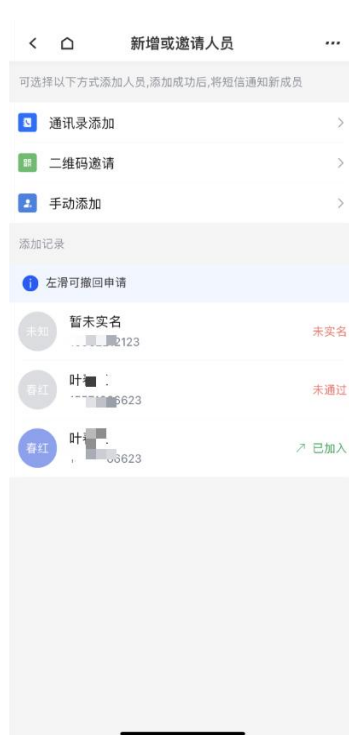 新增或邀请人员
可选择以下方式添加人员,添加成功后,将短信通知新成员
通讯录添加
二维码邀请
手动添加
添加记录
左滑可撤回申请
未知
暂未实名
2123
未实名
春红
叶
6623
未通过
春红
叶
6623
已加入